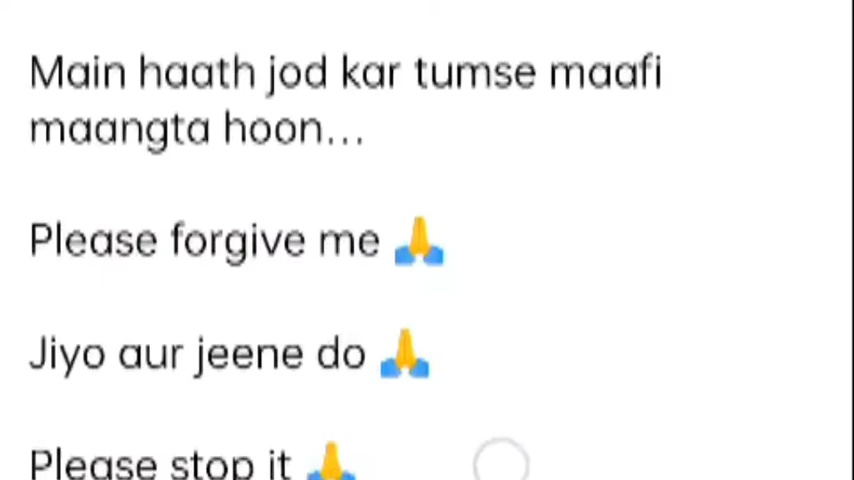 Main haath jod kar tumse maafi
maangta hoon...
Please forgive me 🙏
Jiyo aur jeene do 🙏
Please stop it 🙏